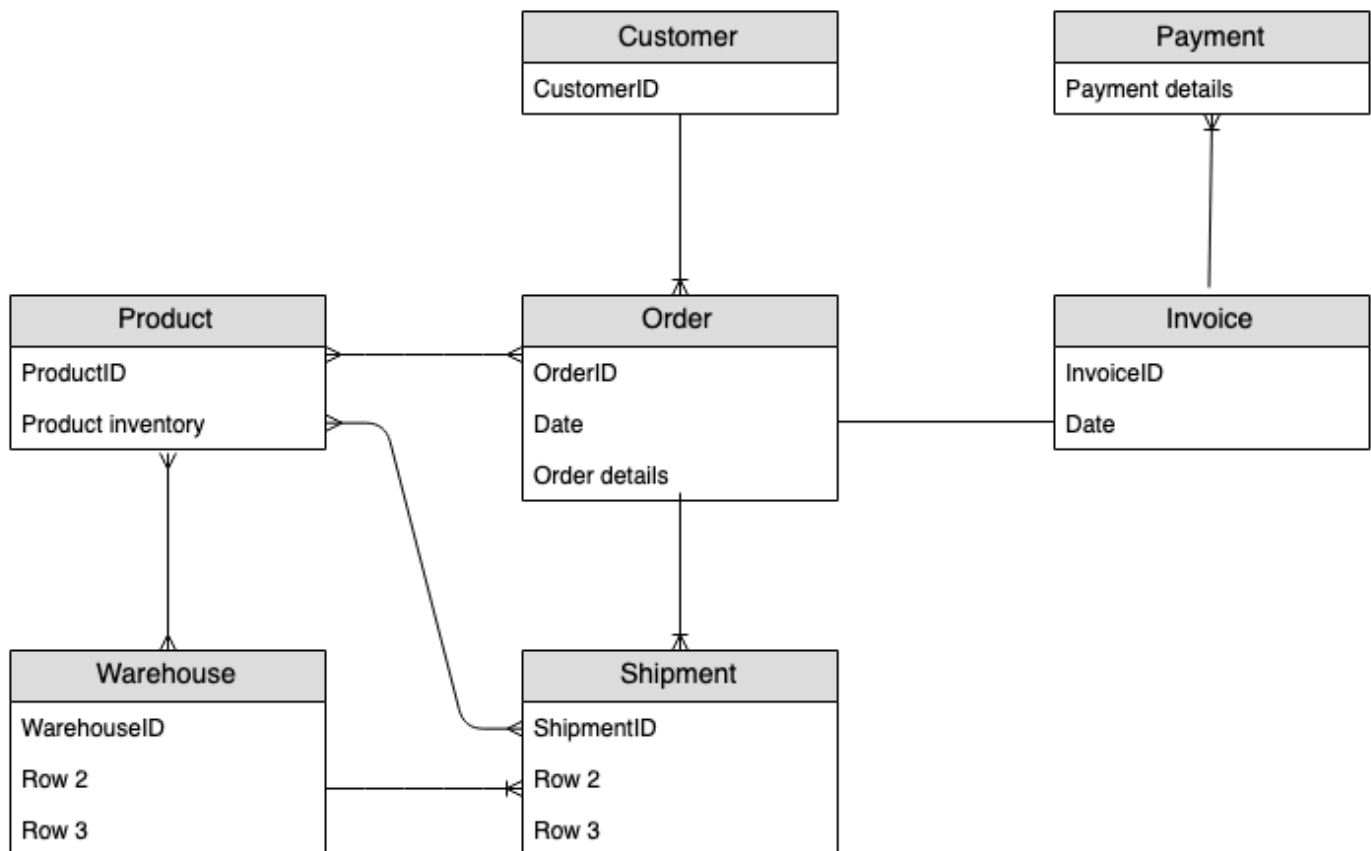 Customer
CustomerID
Payment
Payment details
Product
ProductID
Product inventory
Order
OrderID
Date
Order details
Invoice
InvoiceID
Date
Warehouse
WarehouseID
Row 2
Row 3
Shipment
ShipmentID
Row 2
Row 3